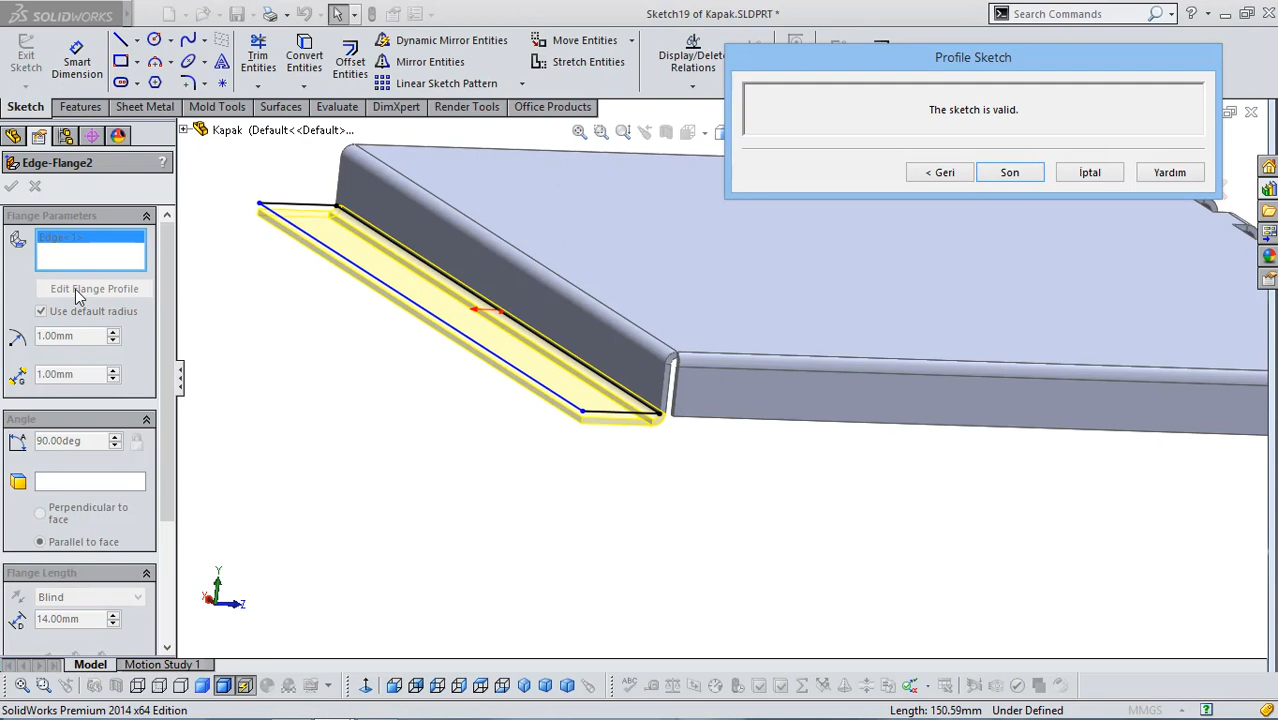 SOLIDWORKS
Sketch19 of Kapak.SLDPRT *
Search Commands
Exit Sketch
Smart Dimension
Trim Entities
Convert Entities
Offset Entities
Dynamic Mirror Entities
Mirror Entities
Linear Sketch Pattern
Move Entities
Stretch Entities
Display/Delete Relations
Profile Sketch
The sketch is valid.
< Geri
Son
İptal
Yardım
Sketch
Features
Sheet Metal
Mold Tools
Surfaces
Evaluate
DimXpert
Render Tools
Office Products
Kapak (Default<<Default>...
Edge-Flange2
?
Flange Parameters
Edge<1>
Edit Flange Profile
Use default radius
1.00mm
1.00mm
Angle
90.00deg
Perpendicular to face
Parallel to face
Flange Length
Blind
14.00mm
Y
X
Z
Model
Motion Study 1
SolidWorks Premium 2014 x64 Edition
Length: 150.59mm
Under Defined
MMGS